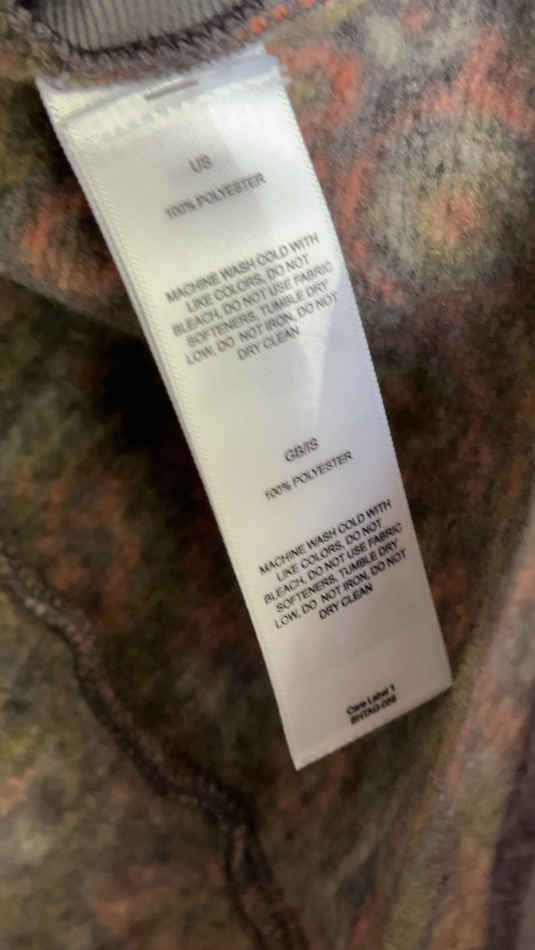 US
100% POLYESTER
MACHINE WASH COLD WITH
LIKE COLORS, DO NOT
BLEACH, DO NOT USE FABRIC
SOFTENERS, TUMBLE DRY
LOW, DO NOT IRON, DO NOT
DRY CLEAN
GB/IS
100% POLYESTER
MACHINE WASH COLD WITH
LIKE COLORS, DO NOT
BLEACH, DO NOT USE FABRIC
SOFTENERS, TUMBLE DRY
LOW, DO NOT IRON, DO NOT
DRY CLEAN
Care Label 1